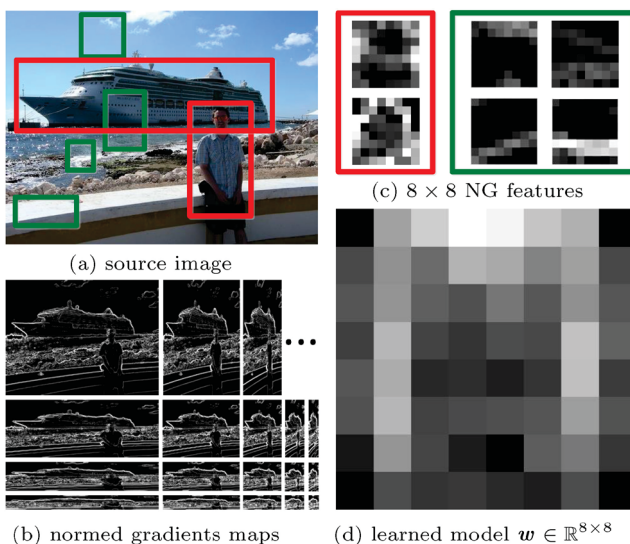 (a) source image
(b) normed gradients maps
(c) 8 × 8 NG features
(d) learned model w ∈ ℝ^{8×8}